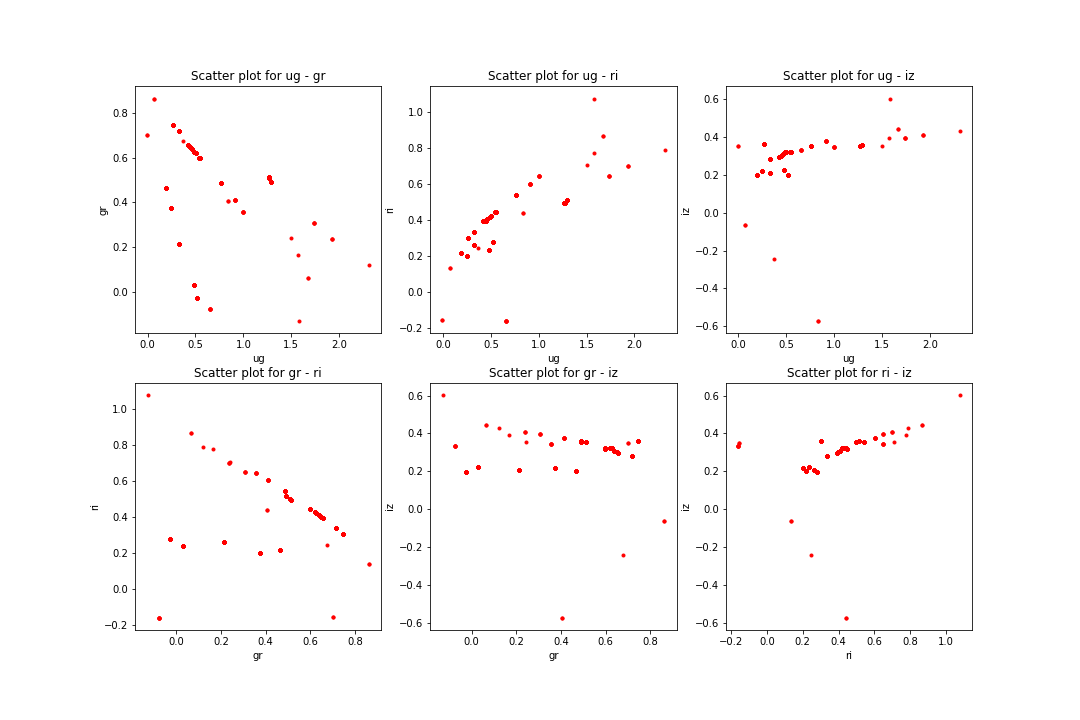 Scatter plot for ug - gr
0.8
0.6
0.4
0.2
0.0
gr
0.0 0.5 1.0 1.5 2.0
ug
Scatter plot for ug - ri
1.0
0.8
0.6
0.4
0.2
0.0
−0.2
ri
0.0 0.5 1.0 1.5 2.0
ug
Scatter plot for ug - iz
0.6
0.4
0.2
0.0
−0.2
−0.4
−0.6
iz
0.0 0.5 1.0 1.5 2.0
ug
Scatter plot for gr - ri
1.0
0.8
0.6
0.4
0.2
0.0
−0.2
ri
0.0 0.2 0.4 0.6 0.8
gr
Scatter plot for gr - iz
0.6
0.4
0.2
0.0
−0.2
−0.4
−0.6
iz
0.0 0.2 0.4 0.6 0.8
gr
Scatter plot for ri - iz
0.6
0.4
0.2
0.0
−0.2
−0.4
−0.6
iz
−0.2 0.0 0.2 0.4 0.6 0.8 1.0
ri